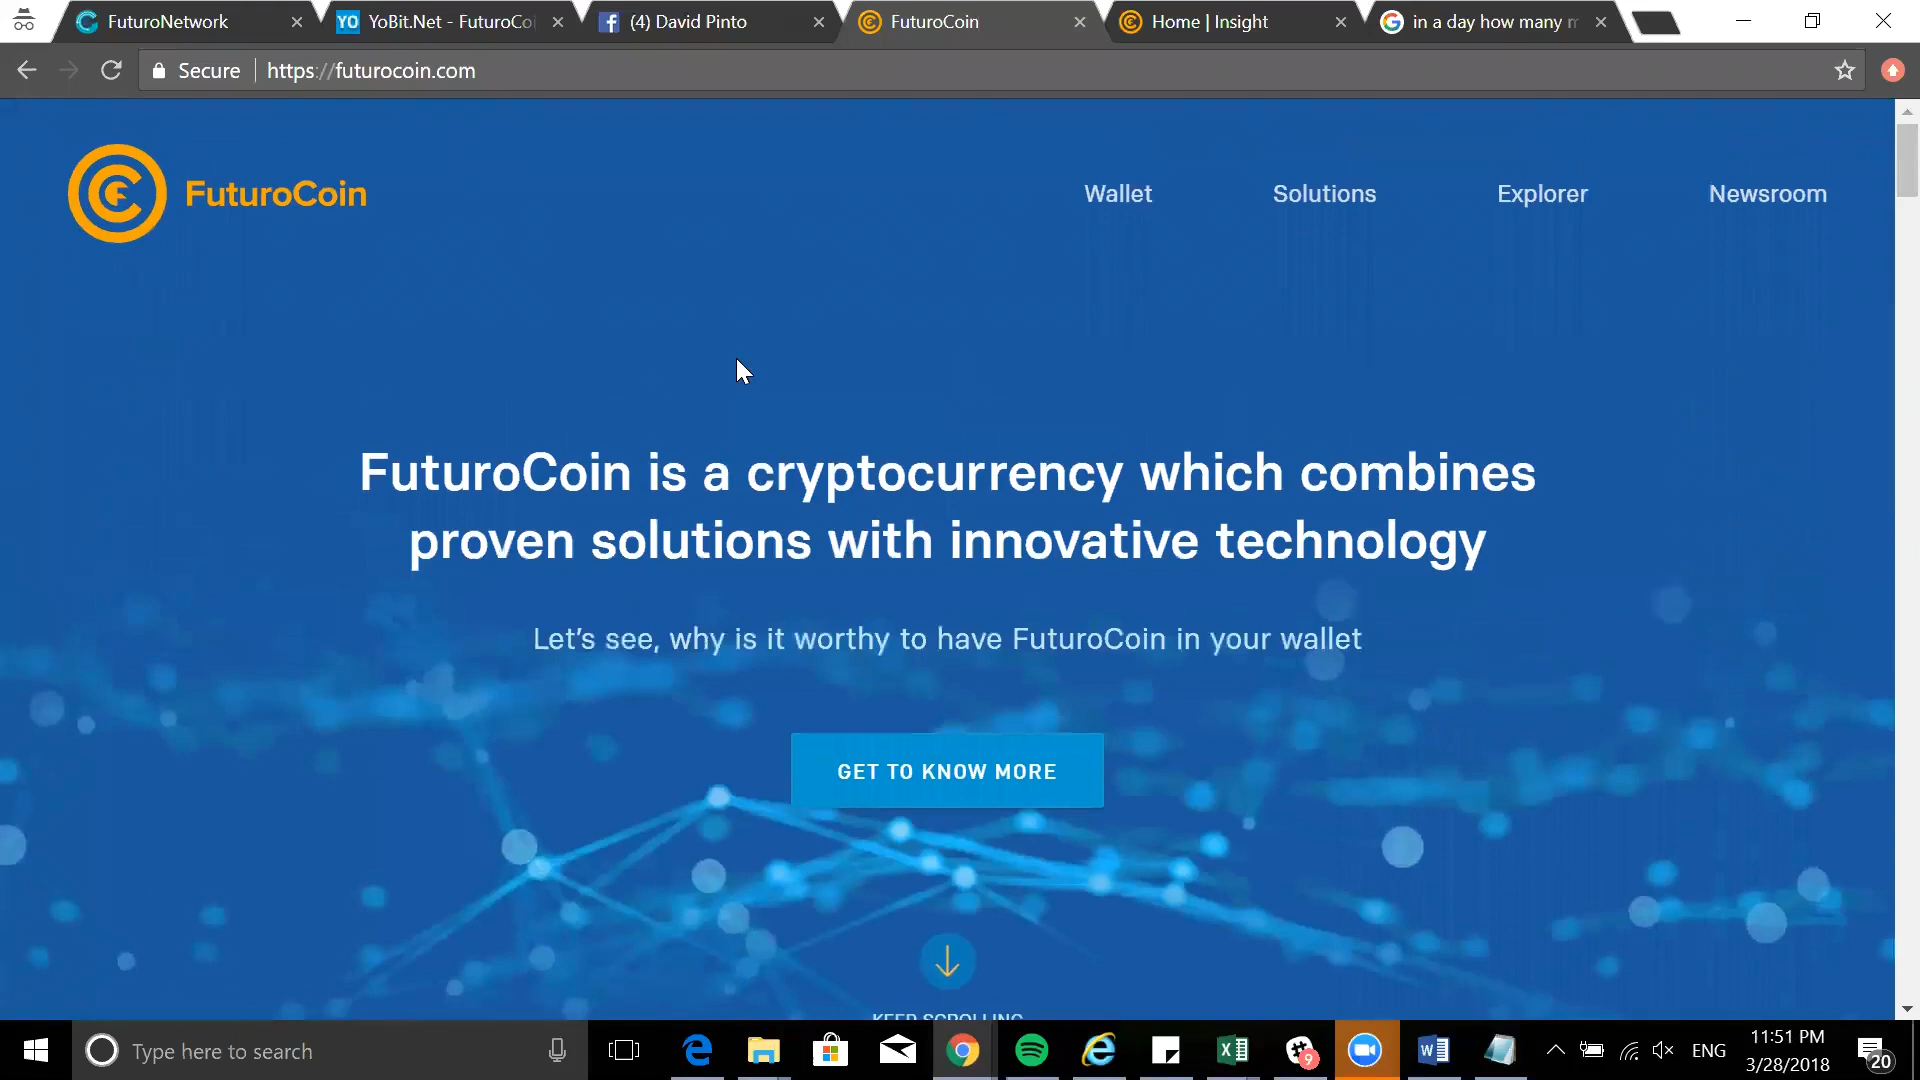 FuturoNetwork
YoBit.Net - FuturoCoi
(4) David Pinto
FuturoCoin
Home | Insight
in a day how many m
Secure
https://futurocoin.com
FuturoCoin
Wallet
Solutions
Explorer
Newsroom
FuturoCoin is a cryptocurrency which combines
proven solutions with innovative technology
Let’s see, why is it worthy to have FuturoCoin in your wallet
GET TO KNOW MORE
KEEP SCROLLING
Type here to search
9
ENG
11:51 PM
3/28/2018
20